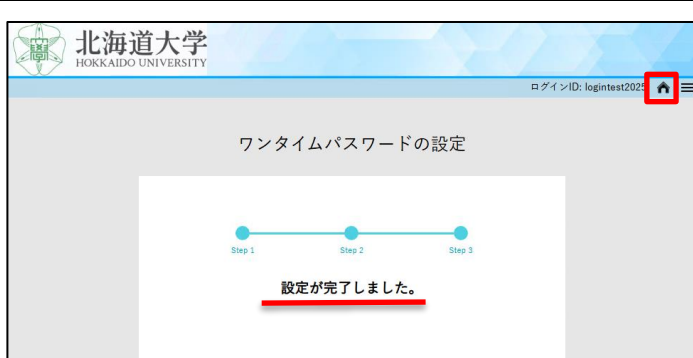 北海道大学
HOKKAIDO UNIVERSITY
ログインID: logintest2025
ワンタイムパスワードの設定
Step 1 Step 2 Step 3
設定が完了しました。